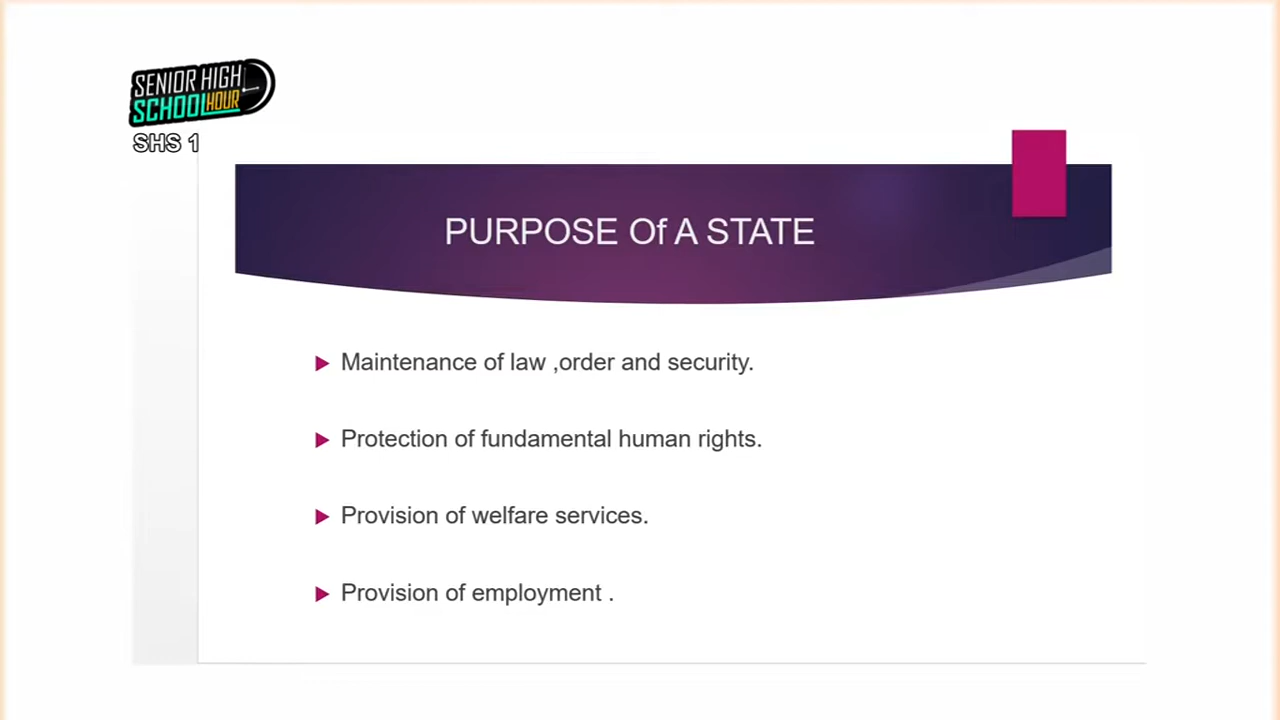 SENIOR HIGH
SCHOOL HOUR
SHS 1
PURPOSE Of A STATE
Maintenance of law ,order and security.
Protection of fundamental human rights.
Provision of welfare services.
Provision of employment .